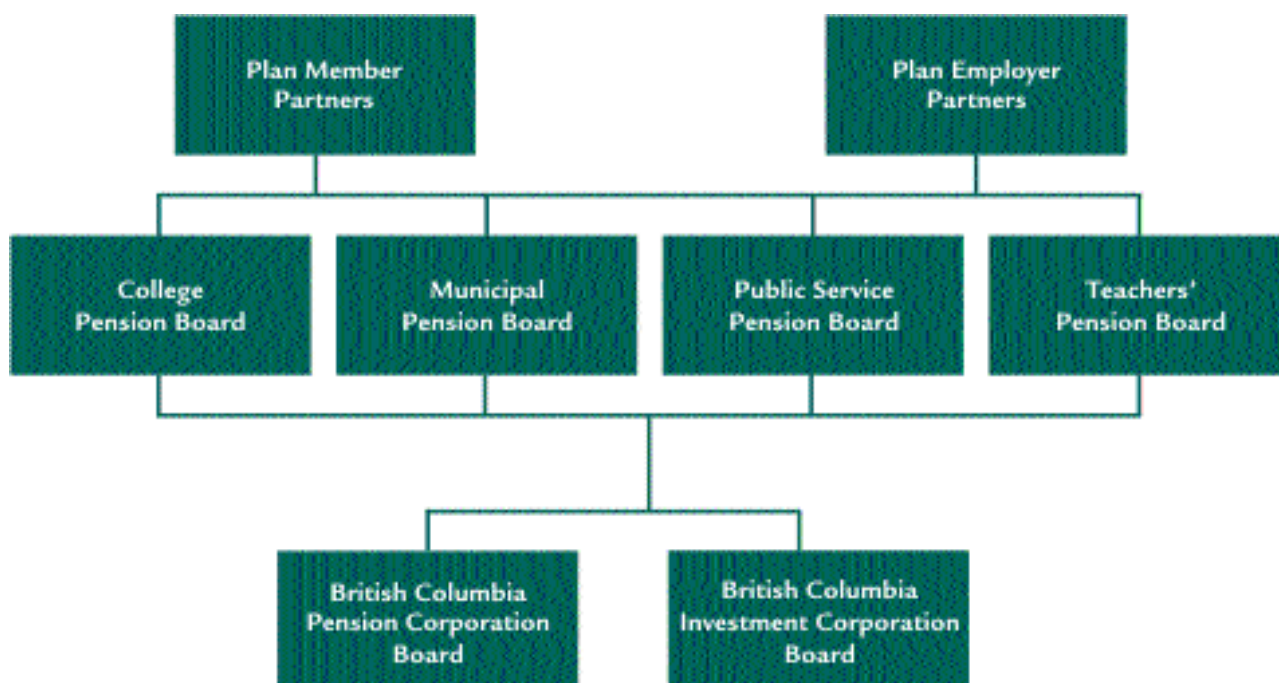 Plan Member
Partners
Plan Employer
Partners
College
Pension Board
Municipal
Pension Board
Public Service
Pension Board
Teachers'
Pension Board
British Columbia
Pension Corporation
Board
British Columbia
Investment Corporation
Board